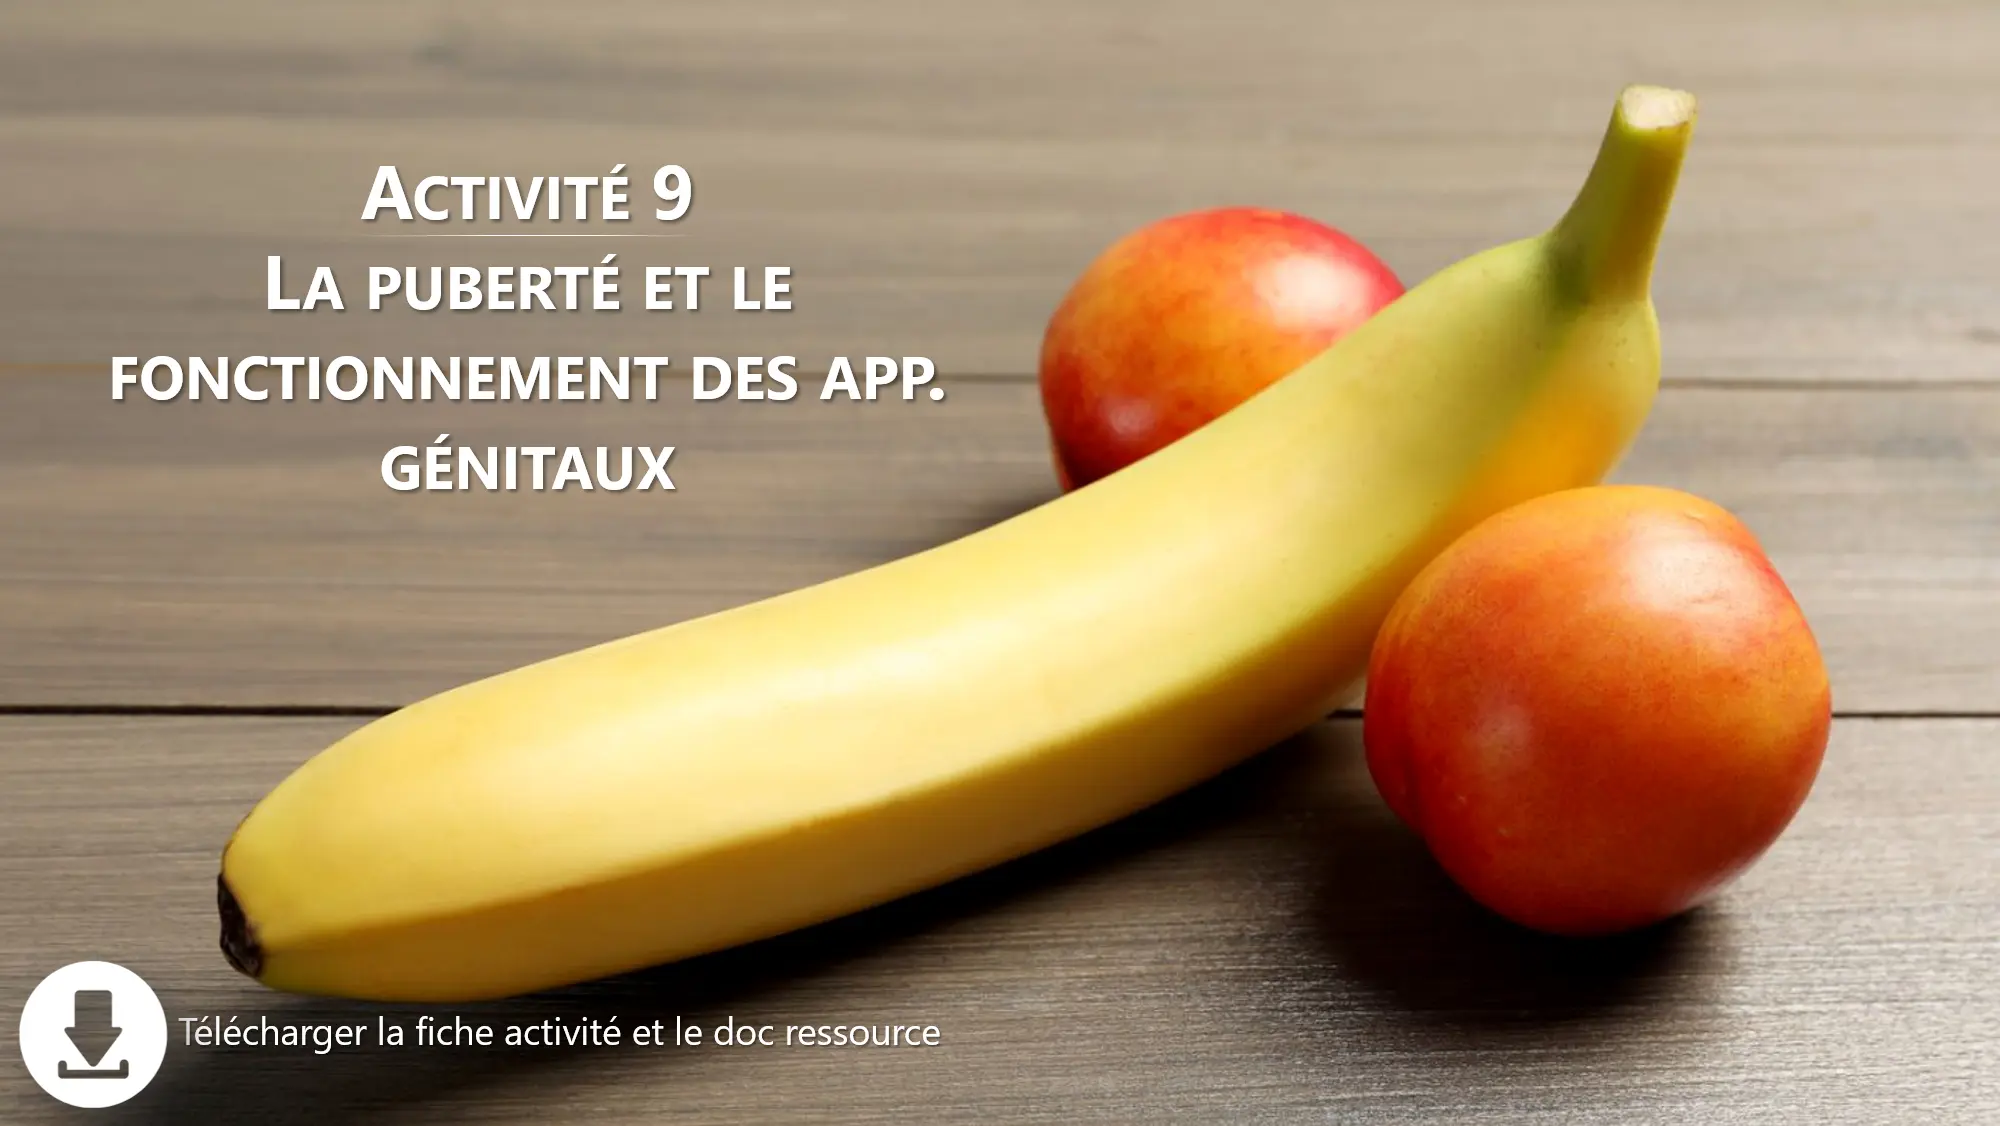 Activité 9
La puberté et le
fonctionnement des app.
génitaux
Télécharger la fiche activité et le doc ressource